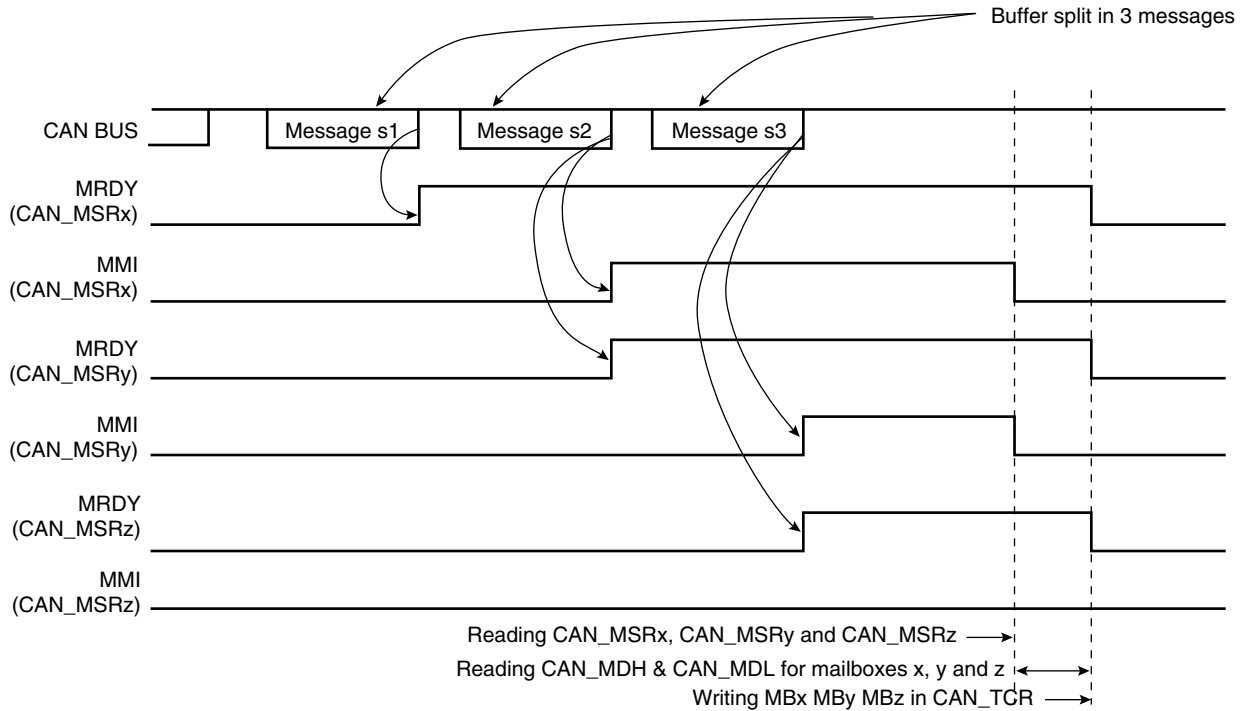 Buffer split in 3 messages
CAN BUS
Message s1
Message s2
Message s3
MRDY
(CAN_MSRx)
MMI
(CAN_MSRx)
MRDY
(CAN_MSRy)
MMI
(CAN_MSRy)
MRDY
(CAN_MSRz)
MMI
(CAN_MSRz)
Reading CAN_MSRx, CAN_MSRy and CAN_MSRz
Reading CAN_MDH & CAN_MDL for mailboxes x, y and z
Writing MBx MBy MBz in CAN_TCR